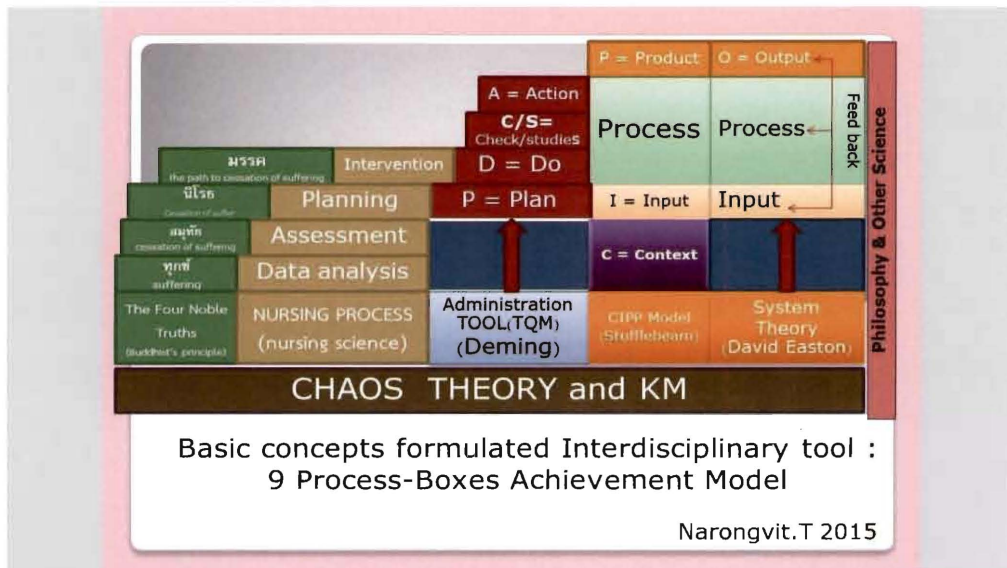 P = Product
O = Output
A = Action
C/S=
Check/studies
Process
Process
Feed back
มรรค
the path to cessation of suffering
Intervention
D = Do
นิโรธ
Cessation of suffer
Planning
P = Plan
I = Input
Input
สมุทัย
cessation of suffering
Assessment
C = Context
ทุกข์
suffering
Data analysis
The Four Noble
Truths
(Buddhist's principle)
NURSING PROCESS
(nursing science)
Administration
TOOL(TQM)
(Deming)
CIPP Model
(Stufflebeam)
System
Theory
(David Easton)
Philosophy & Other Science
CHAOS THEORY and KM
Basic concepts formulated Interdisciplinary tool :
9 Process-Boxes Achievement Model
Narongvit.T 2015